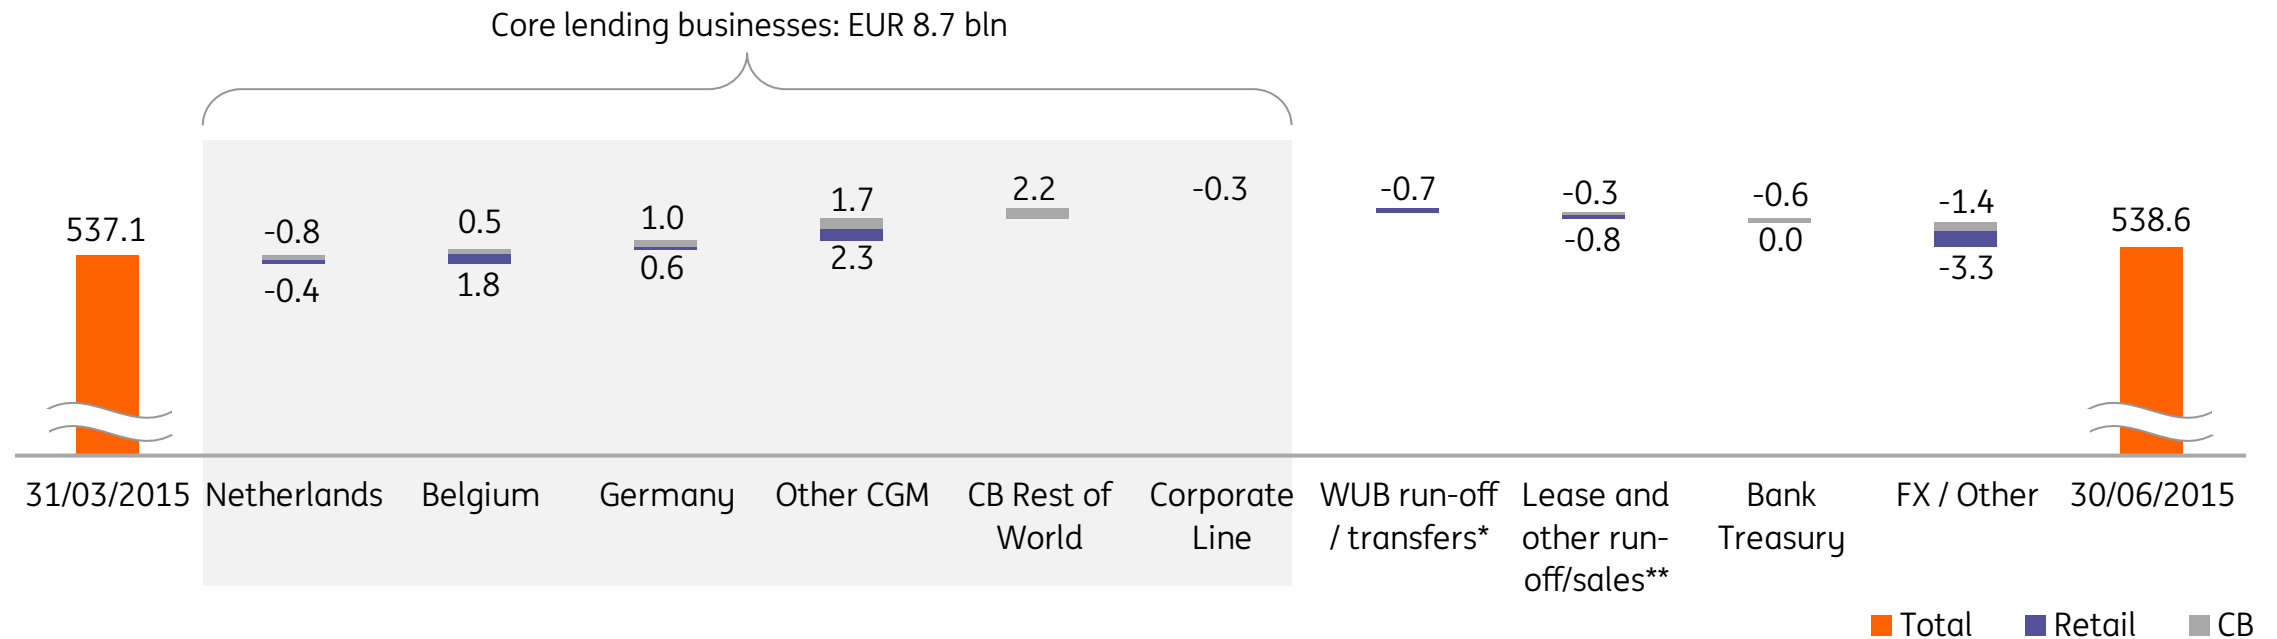 Core lending businesses: EUR 8.7 bln
537.1
-0.8
-0.4
0.5
1.8
1.0
0.6
1.7
2.3
2.2
-0.3
-0.7
-0.3
-0.8
-0.6
0.0
-1.4
-3.3
538.6
31/03/2015
Netherlands
Belgium
Germany
Other CGM
CB Rest of
World
Corporate
Line
WUB run-off
/ transfers*
Lease and
other run-
off/sales**
Bank
Treasury
FX / Other
30/06/2015
Total
Retail
CB